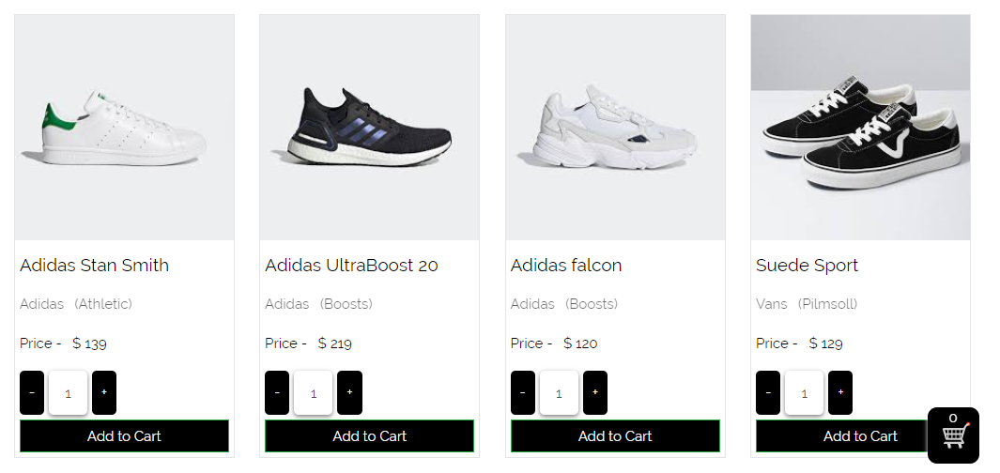 Adidas Stan Smith
Adidas (Athletic)
Price - $ 139
- 1 +
Add to Cart
Adidas UltraBoost 20
Adidas (Boosts)
Price - $ 219
- 1 +
Add to Cart
Adidas falcon
Adidas (Boosts)
Price - $ 120
- 1 +
Add to Cart
Suede Sport
Vans (Pilmsoll)
Price - $ 129
- 1 +
Add to Cart
0